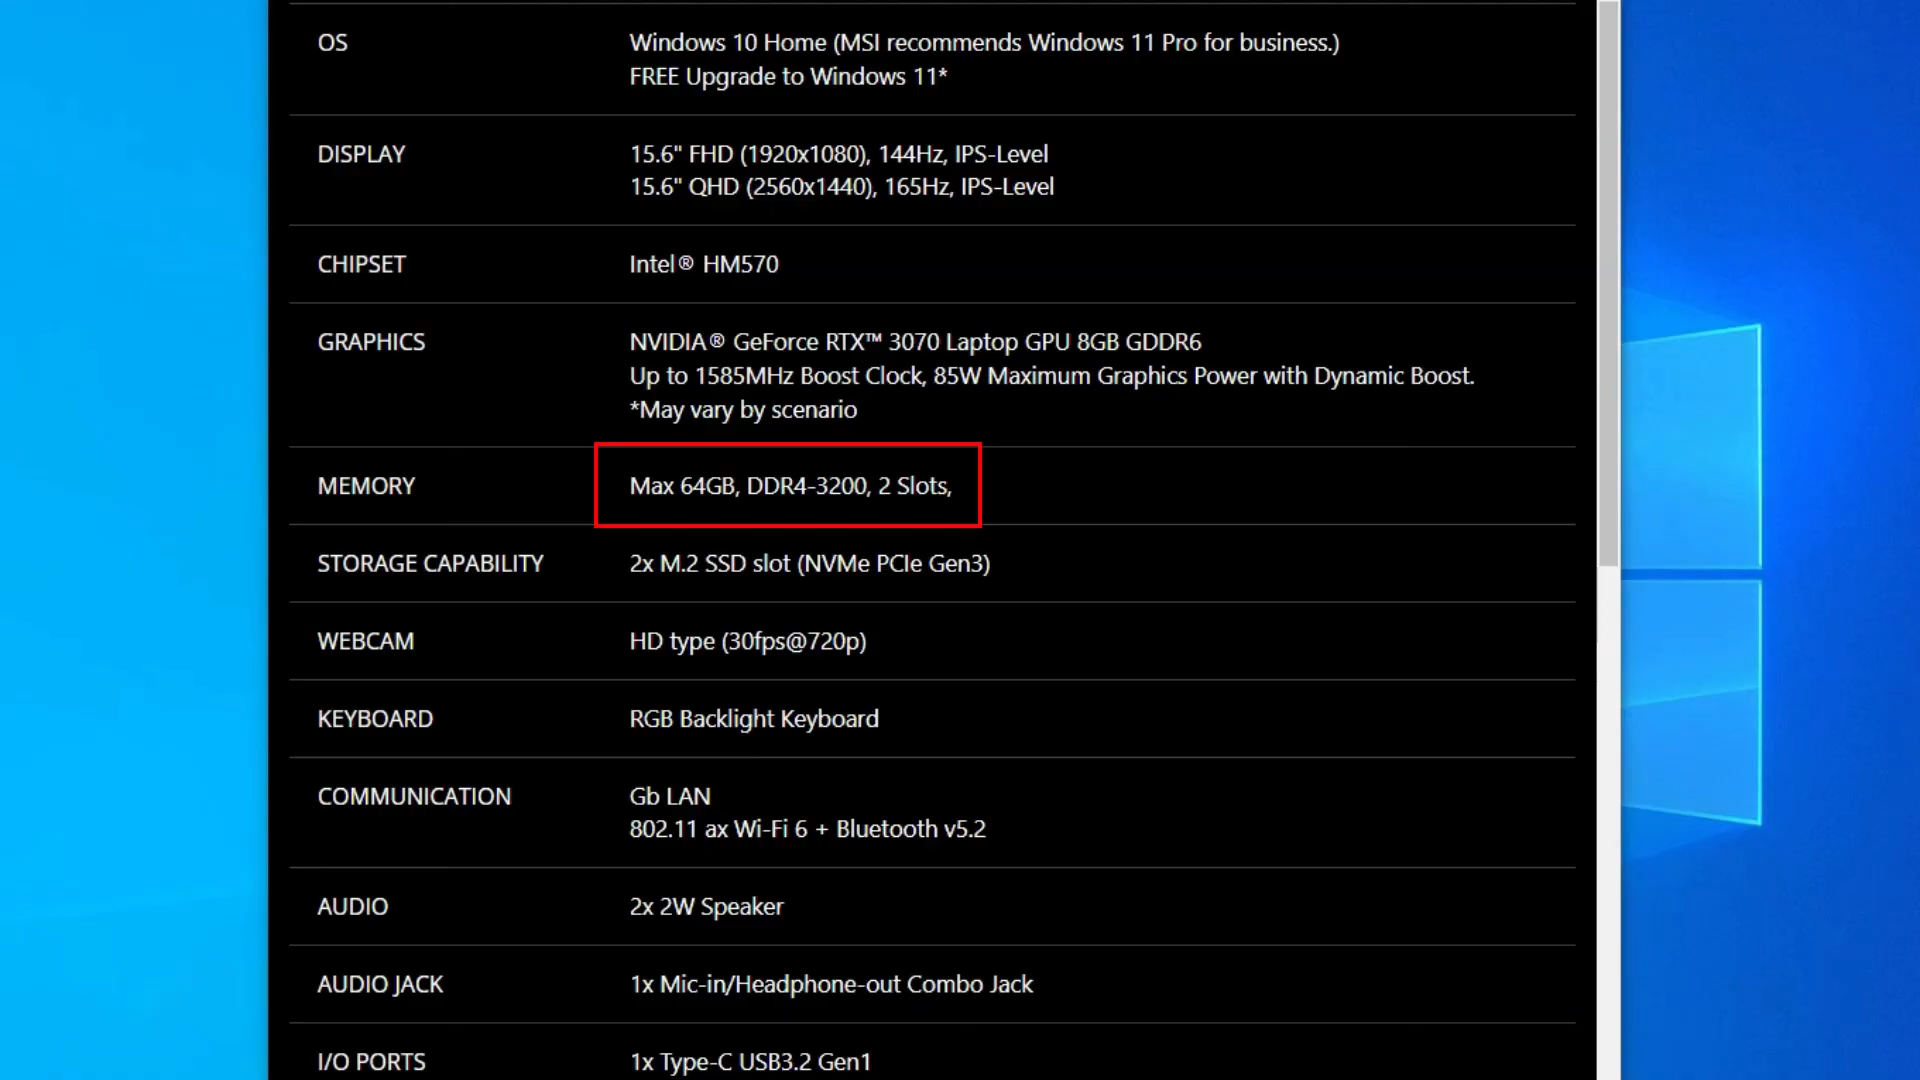 OS
Windows 10 Home (MSI recommends Windows 11 Pro for business.)
FREE Upgrade to Windows 11*
DISPLAY
15.6" FHD (1920x1080), 144Hz, IPS-Level
15.6" QHD (2560x1440), 165Hz, IPS-Level
CHIPSET
Intel® HM570
GRAPHICS
NVIDIA® GeForce RTX™ 3070 Laptop GPU 8GB GDDR6
Up to 1585MHz Boost Clock, 85W Maximum Graphics Power with Dynamic Boost.
*May vary by scenario
MEMORY
Max 64GB, DDR4-3200, 2 Slots,
STORAGE CAPABILITY
2x M.2 SSD slot (NVMe PCIe Gen3)
WEBCAM
HD type (30fps@720p)
KEYBOARD
RGB Backlight Keyboard
COMMUNICATION
Gb LAN
802.11 ax Wi-Fi 6 + Bluetooth v5.2
AUDIO
2x 2W Speaker
AUDIO JACK
1x Mic-in/Headphone-out Combo Jack
I/O PORTS
1x Type-C USB3.2 Gen1